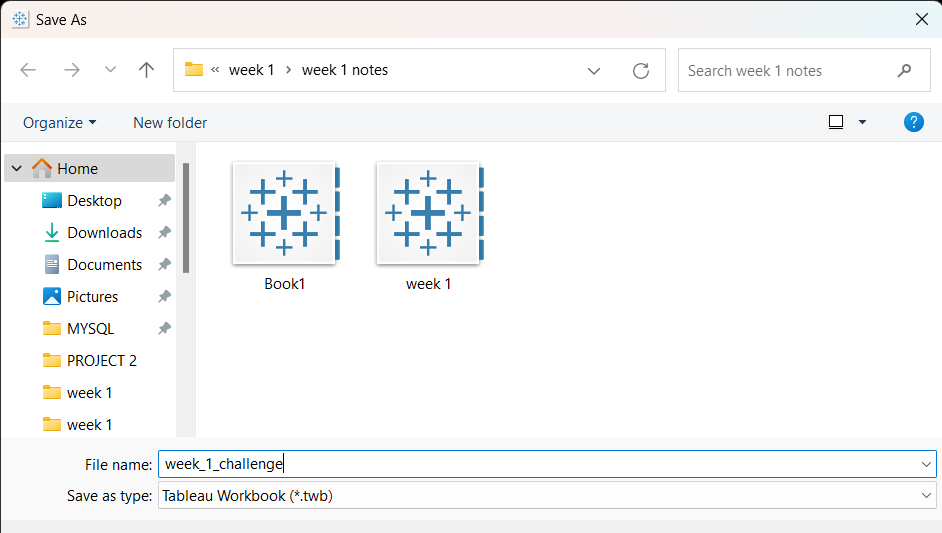 Save As
« week 1 > week 1 notes
Search week 1 notes
Organize
New folder
?
Home
Desktop
Downloads
Documents
Pictures
MYSQL
PROJECT 2
week 1
week 1
Book1
week 1
File name: week_1_challenge
Save as type: Tableau Workbook (*.twb)